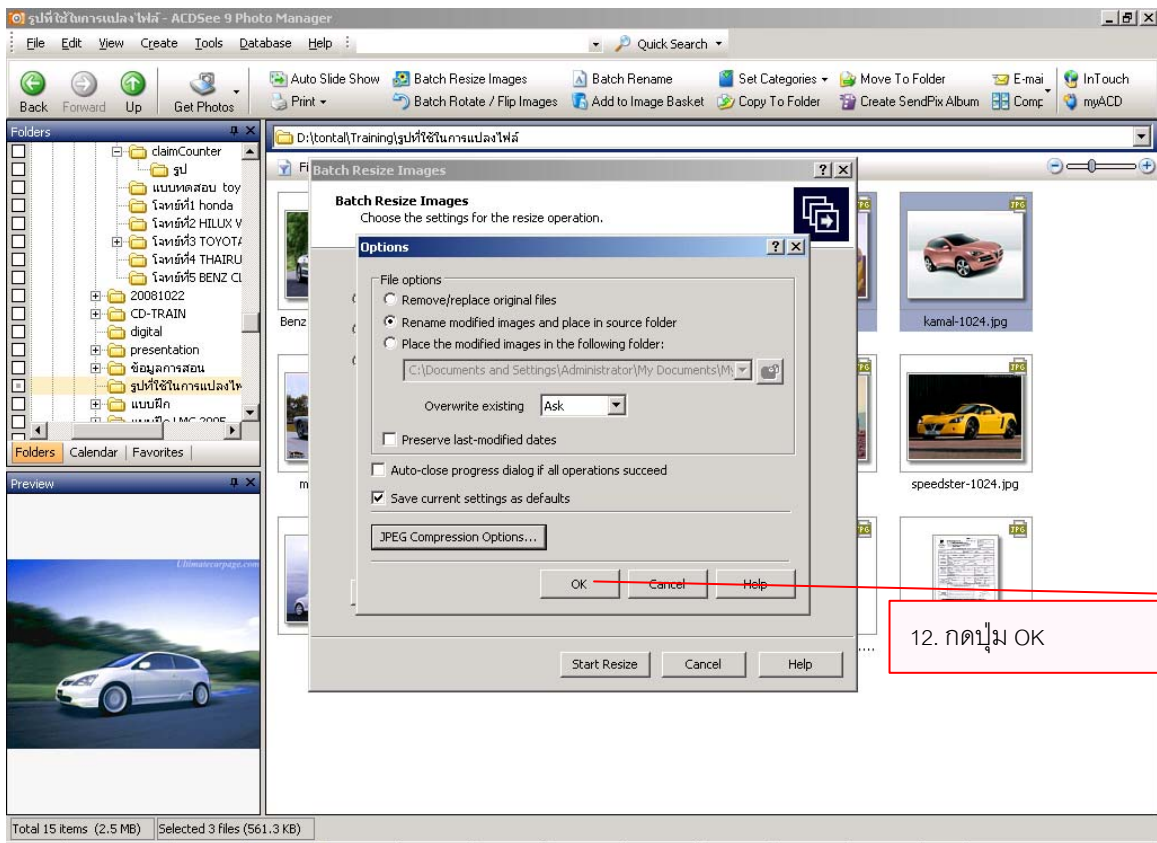 รูปที่ใช้ในการแปลงไฟล์ - ACDSee 9 Photo Manager
File Edit View Create Tools Database Help
Quick Search
Back Forward Up Get Photos
Auto Slide Show Batch Resize Images Batch Rename Set Categories Move To Folder E-mai InTouch
Print Batch Rotate / Flip Images Add to Image Basket Copy To Folder Create SendPix Album Comp myACD
Folders
D:\tontal\Training\รูปที่ใช้ในการแปลงไฟล์
claimCounter
รูป
แบบทดสอบ toy
โจทย์ที่1 honda
โจทย์ที่2 HILUX V
โจทย์ที่3 TOYOTA
โจทย์ที่4 THAIRU
โจทย์ที่5 BENZ CL
20081022
CD-TRAIN
digital
presentation
ข้อมูลการสอน
รูปที่ใช้ในการแปลงไฟ
แบบฝึก
Folders Calendar Favorites
Preview
Ultimatecarpage.com
Fi
Batch Resize Images
Batch Resize Images
Choose the settings for the resize operation.
Options
File options
Remove/replace original files
Rename modified images and place in source folder
Place the modified images in the following folder:
C:\Documents and Settings\Administrator\My Documents\My
Overwrite existing Ask
Preserve last-modified dates
Auto-close progress dialog if all operations succeed
Save current settings as defaults
JPEG Compression Options...
OK Cancel Help
Start Resize Cancel Help
Benz
JPG
kamal-1024.jpg
JPG
m
speedster-1024.jpg
JPG
12. กดปุ่ม OK
Total 15 items (2.5 MB) Selected 3 files (561.3 KB)